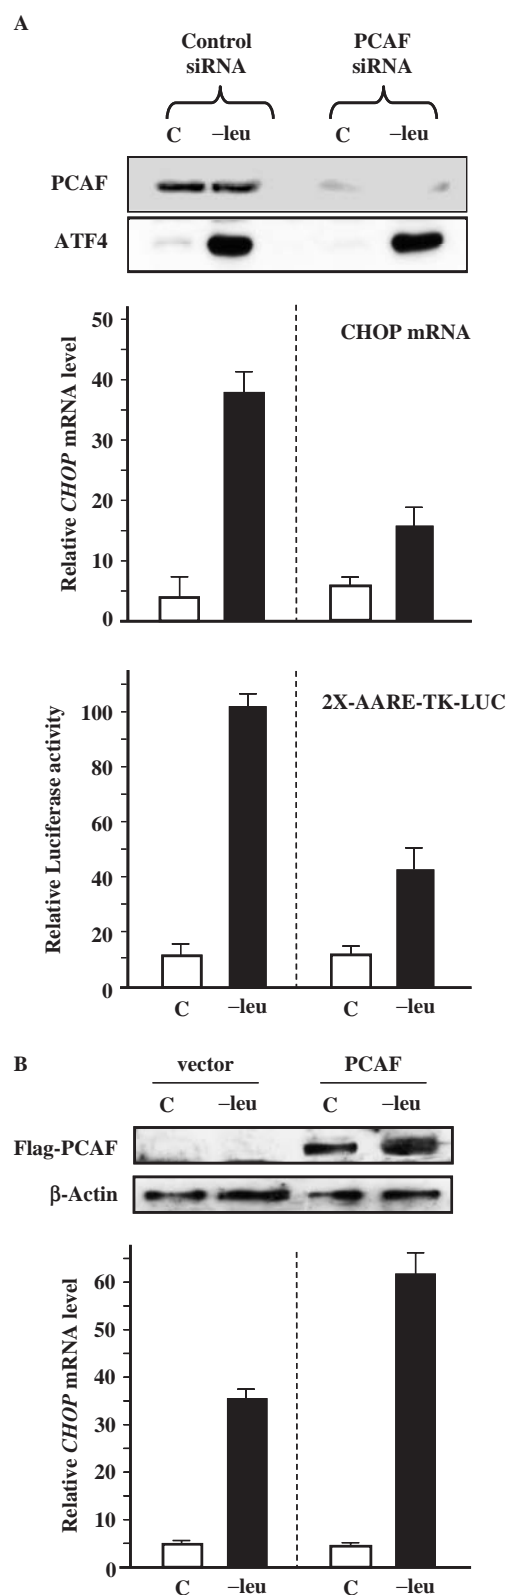 A
Control
siRNA
PCAF
siRNA
C
–leu
C
–leu
PCAF
ATF4
CHOP mRNA
Relative CHOP mRNA level
50
40
30
20
10
0
2X-AARE-TK-LUC
Relative Luciferase activity
100
80
60
40
20
0
C
–leu
C
–leu
B
vector
PCAF
C
–leu
C
–leu
Flag-PCAF
β-Actin
Relative CHOP mRNA level
60
50
40
30
20
10
0
C
–leu
C
–leu